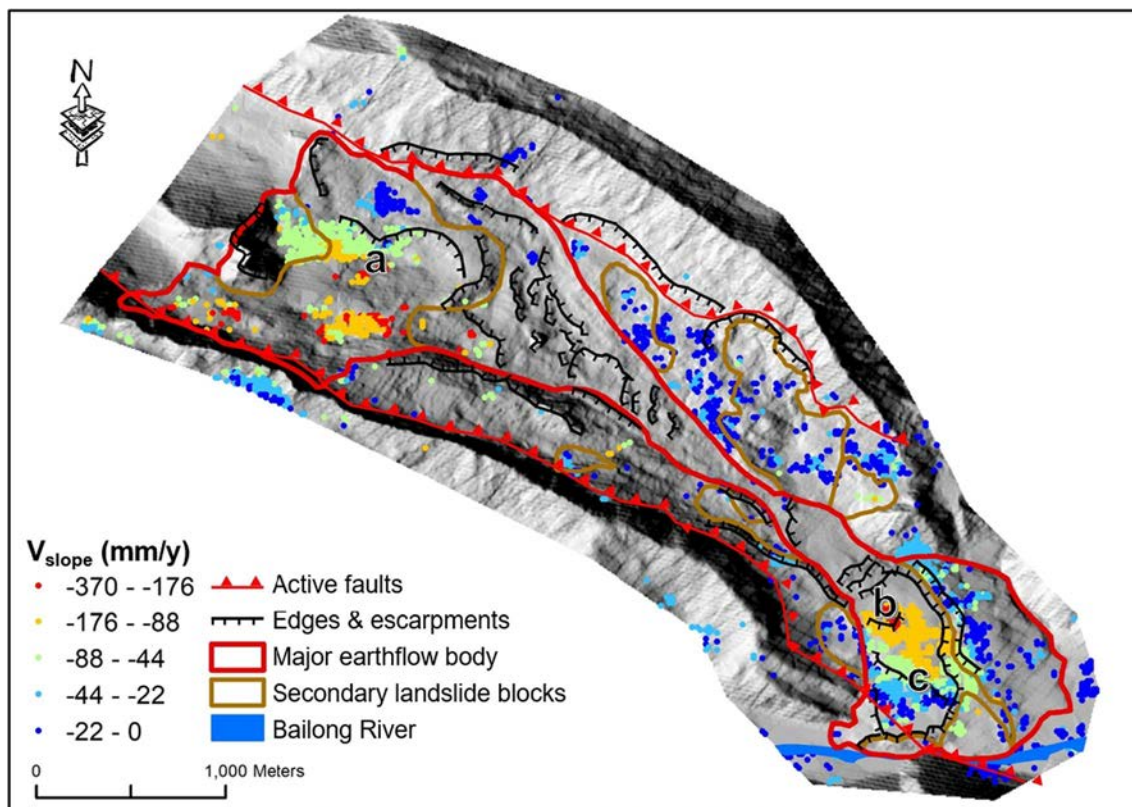 N
a
b
c
V_slope (mm/y)
-370 - -176
-176 - -88
-88 - -44
-44 - -22
-22 - 0
Active faults
Edges & escarpments
Major earthflow body
Secondary landslide blocks
Bailong River
0 1,000 Meters